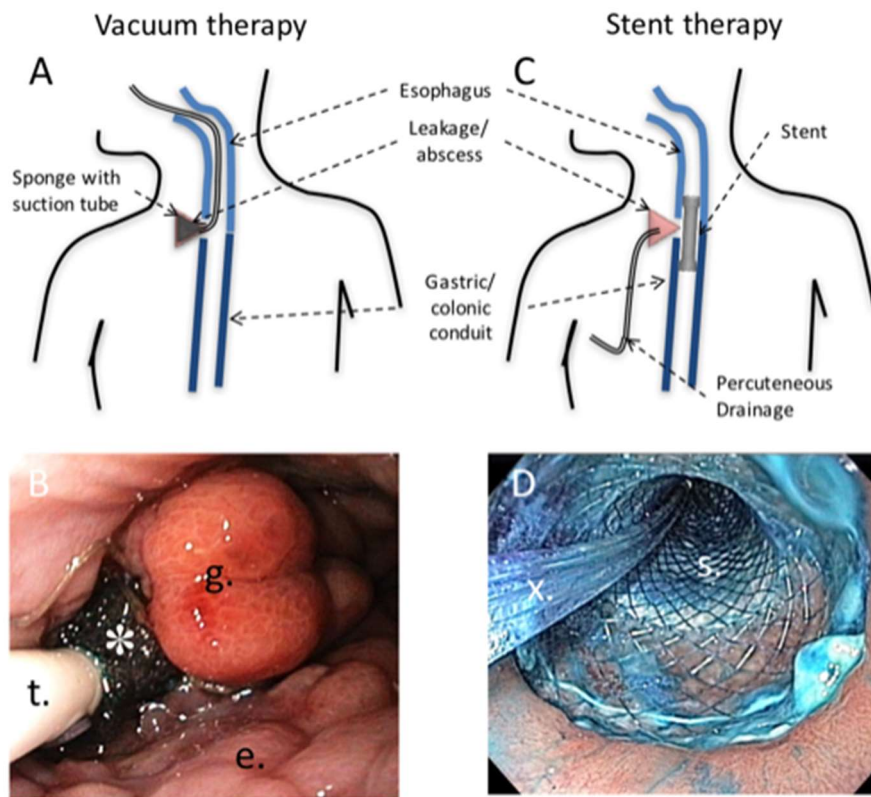 Vacuum therapy
Stent therapy
A
C
Esophagus
Leakage/
abscess
Stent
Sponge with
suction tube
Gastric/
colonic
conduit
Percuteneous
Drainage
B
D
g.
*
t.
e.
s.
x.